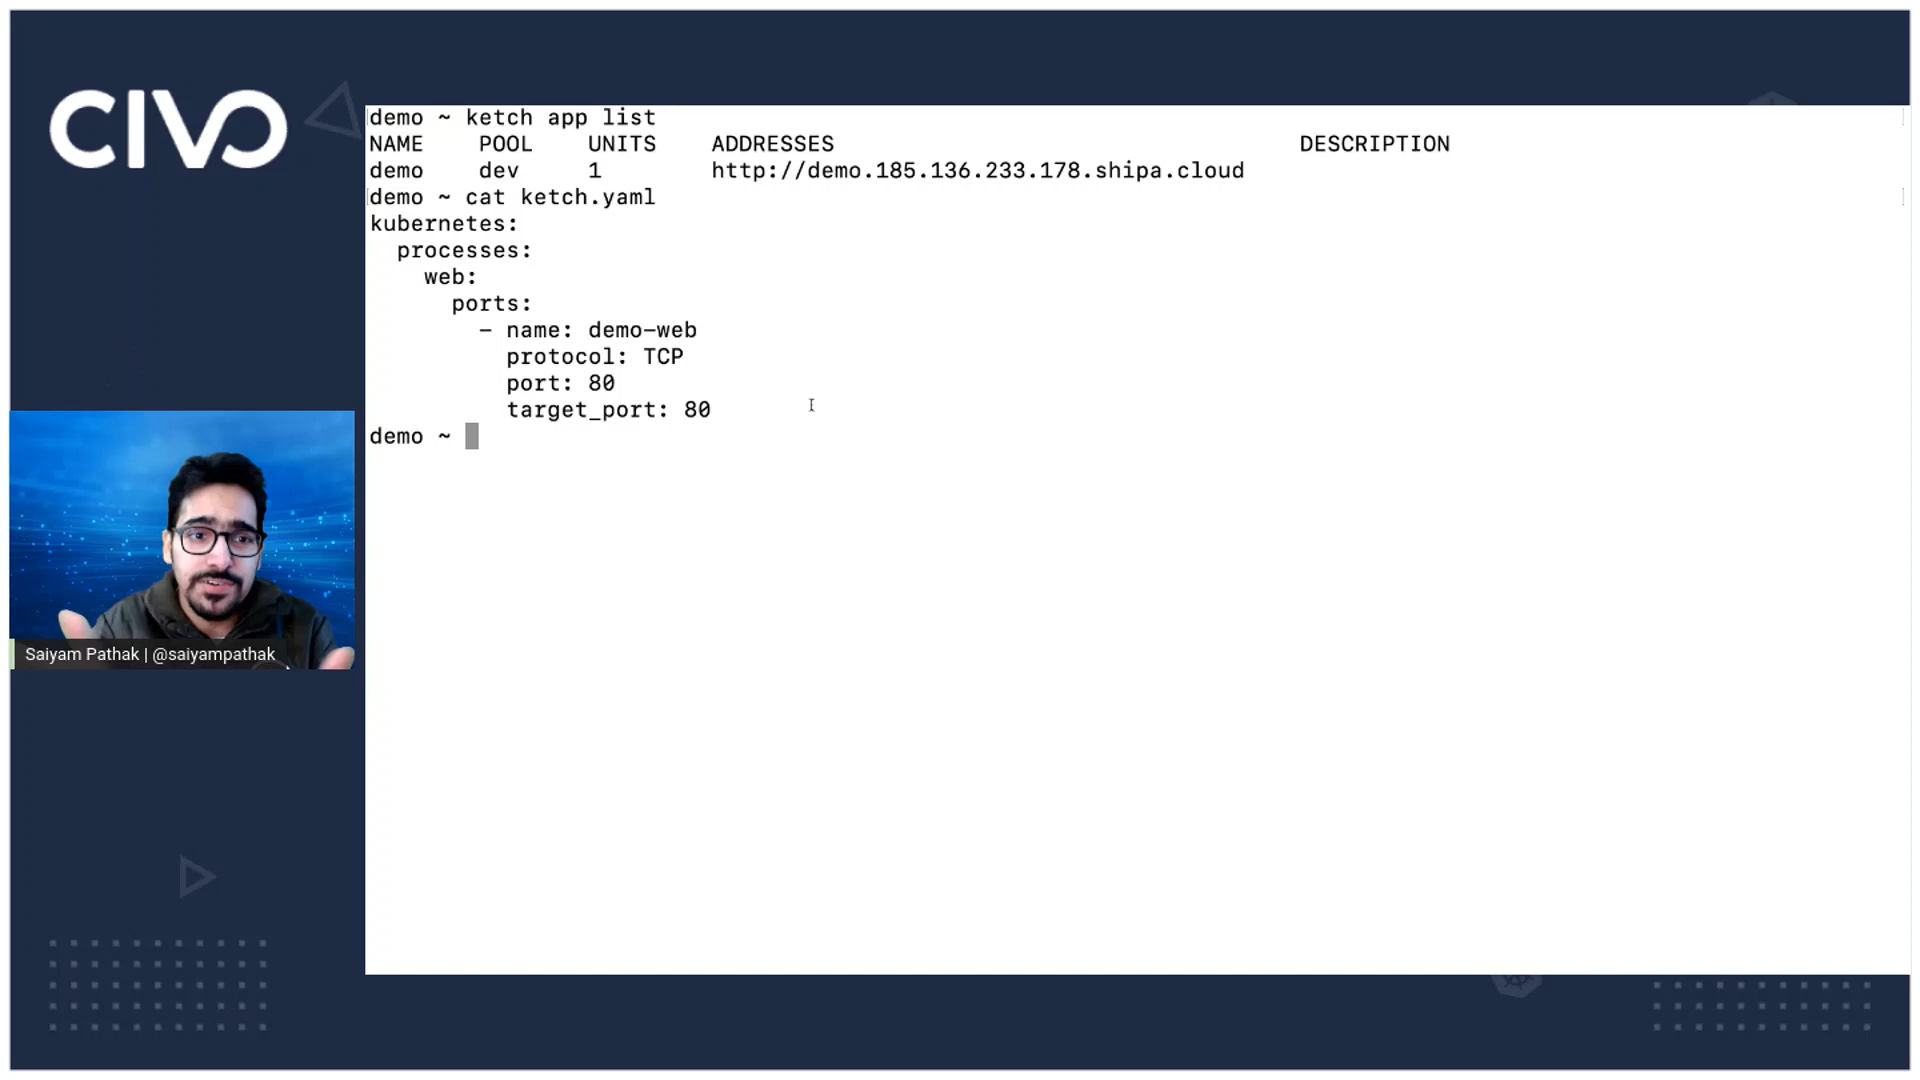 CIVO
demo ~ ketch app list
NAME POOL UNITS ADDRESSES DESCRIPTION
demo dev 1 http://demo.185.136.233.178.shipa.cloud
demo ~ cat ketch.yaml
kubernetes:
  processes:
    web:
      ports:
        - name: demo-web
          protocol: TCP
          port: 80
          target_port: 80
demo ~
Saiyam Pathak | @saiyampathak